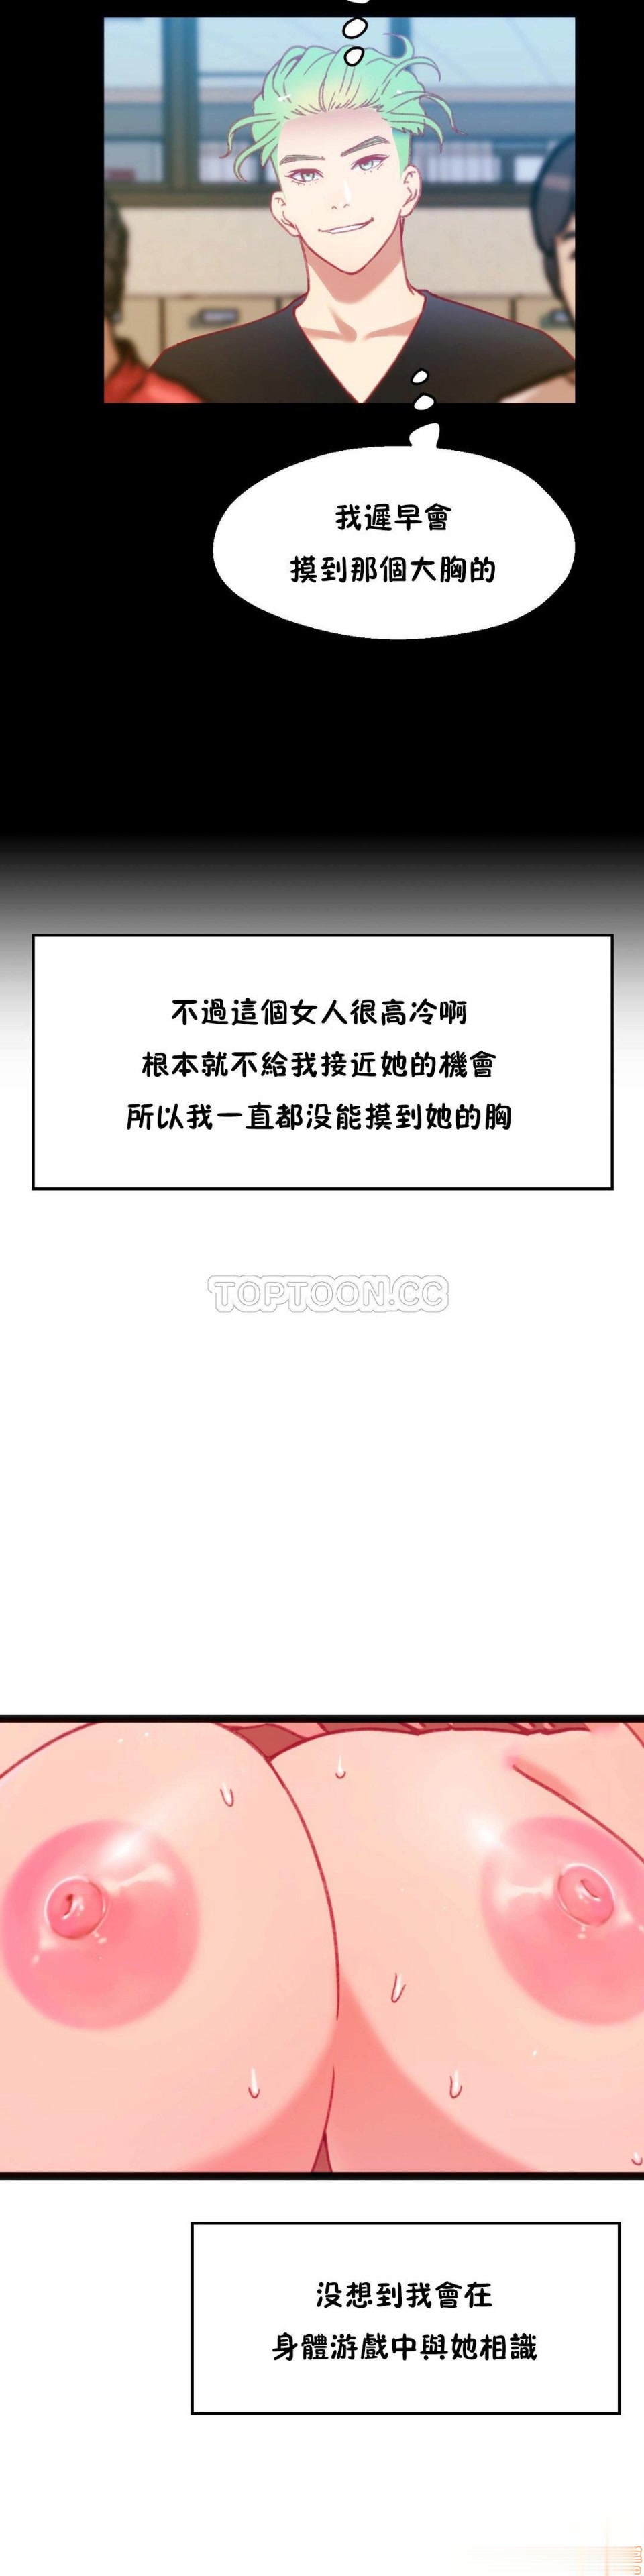 我遲早會
摸到那個大胸的
不過這個女人很高冷啊
根本就不給我接近她的機會
所以我一直都没能摸到她的胸
TOPTOON.CC
没想到我會在
身體游戲中與她相識